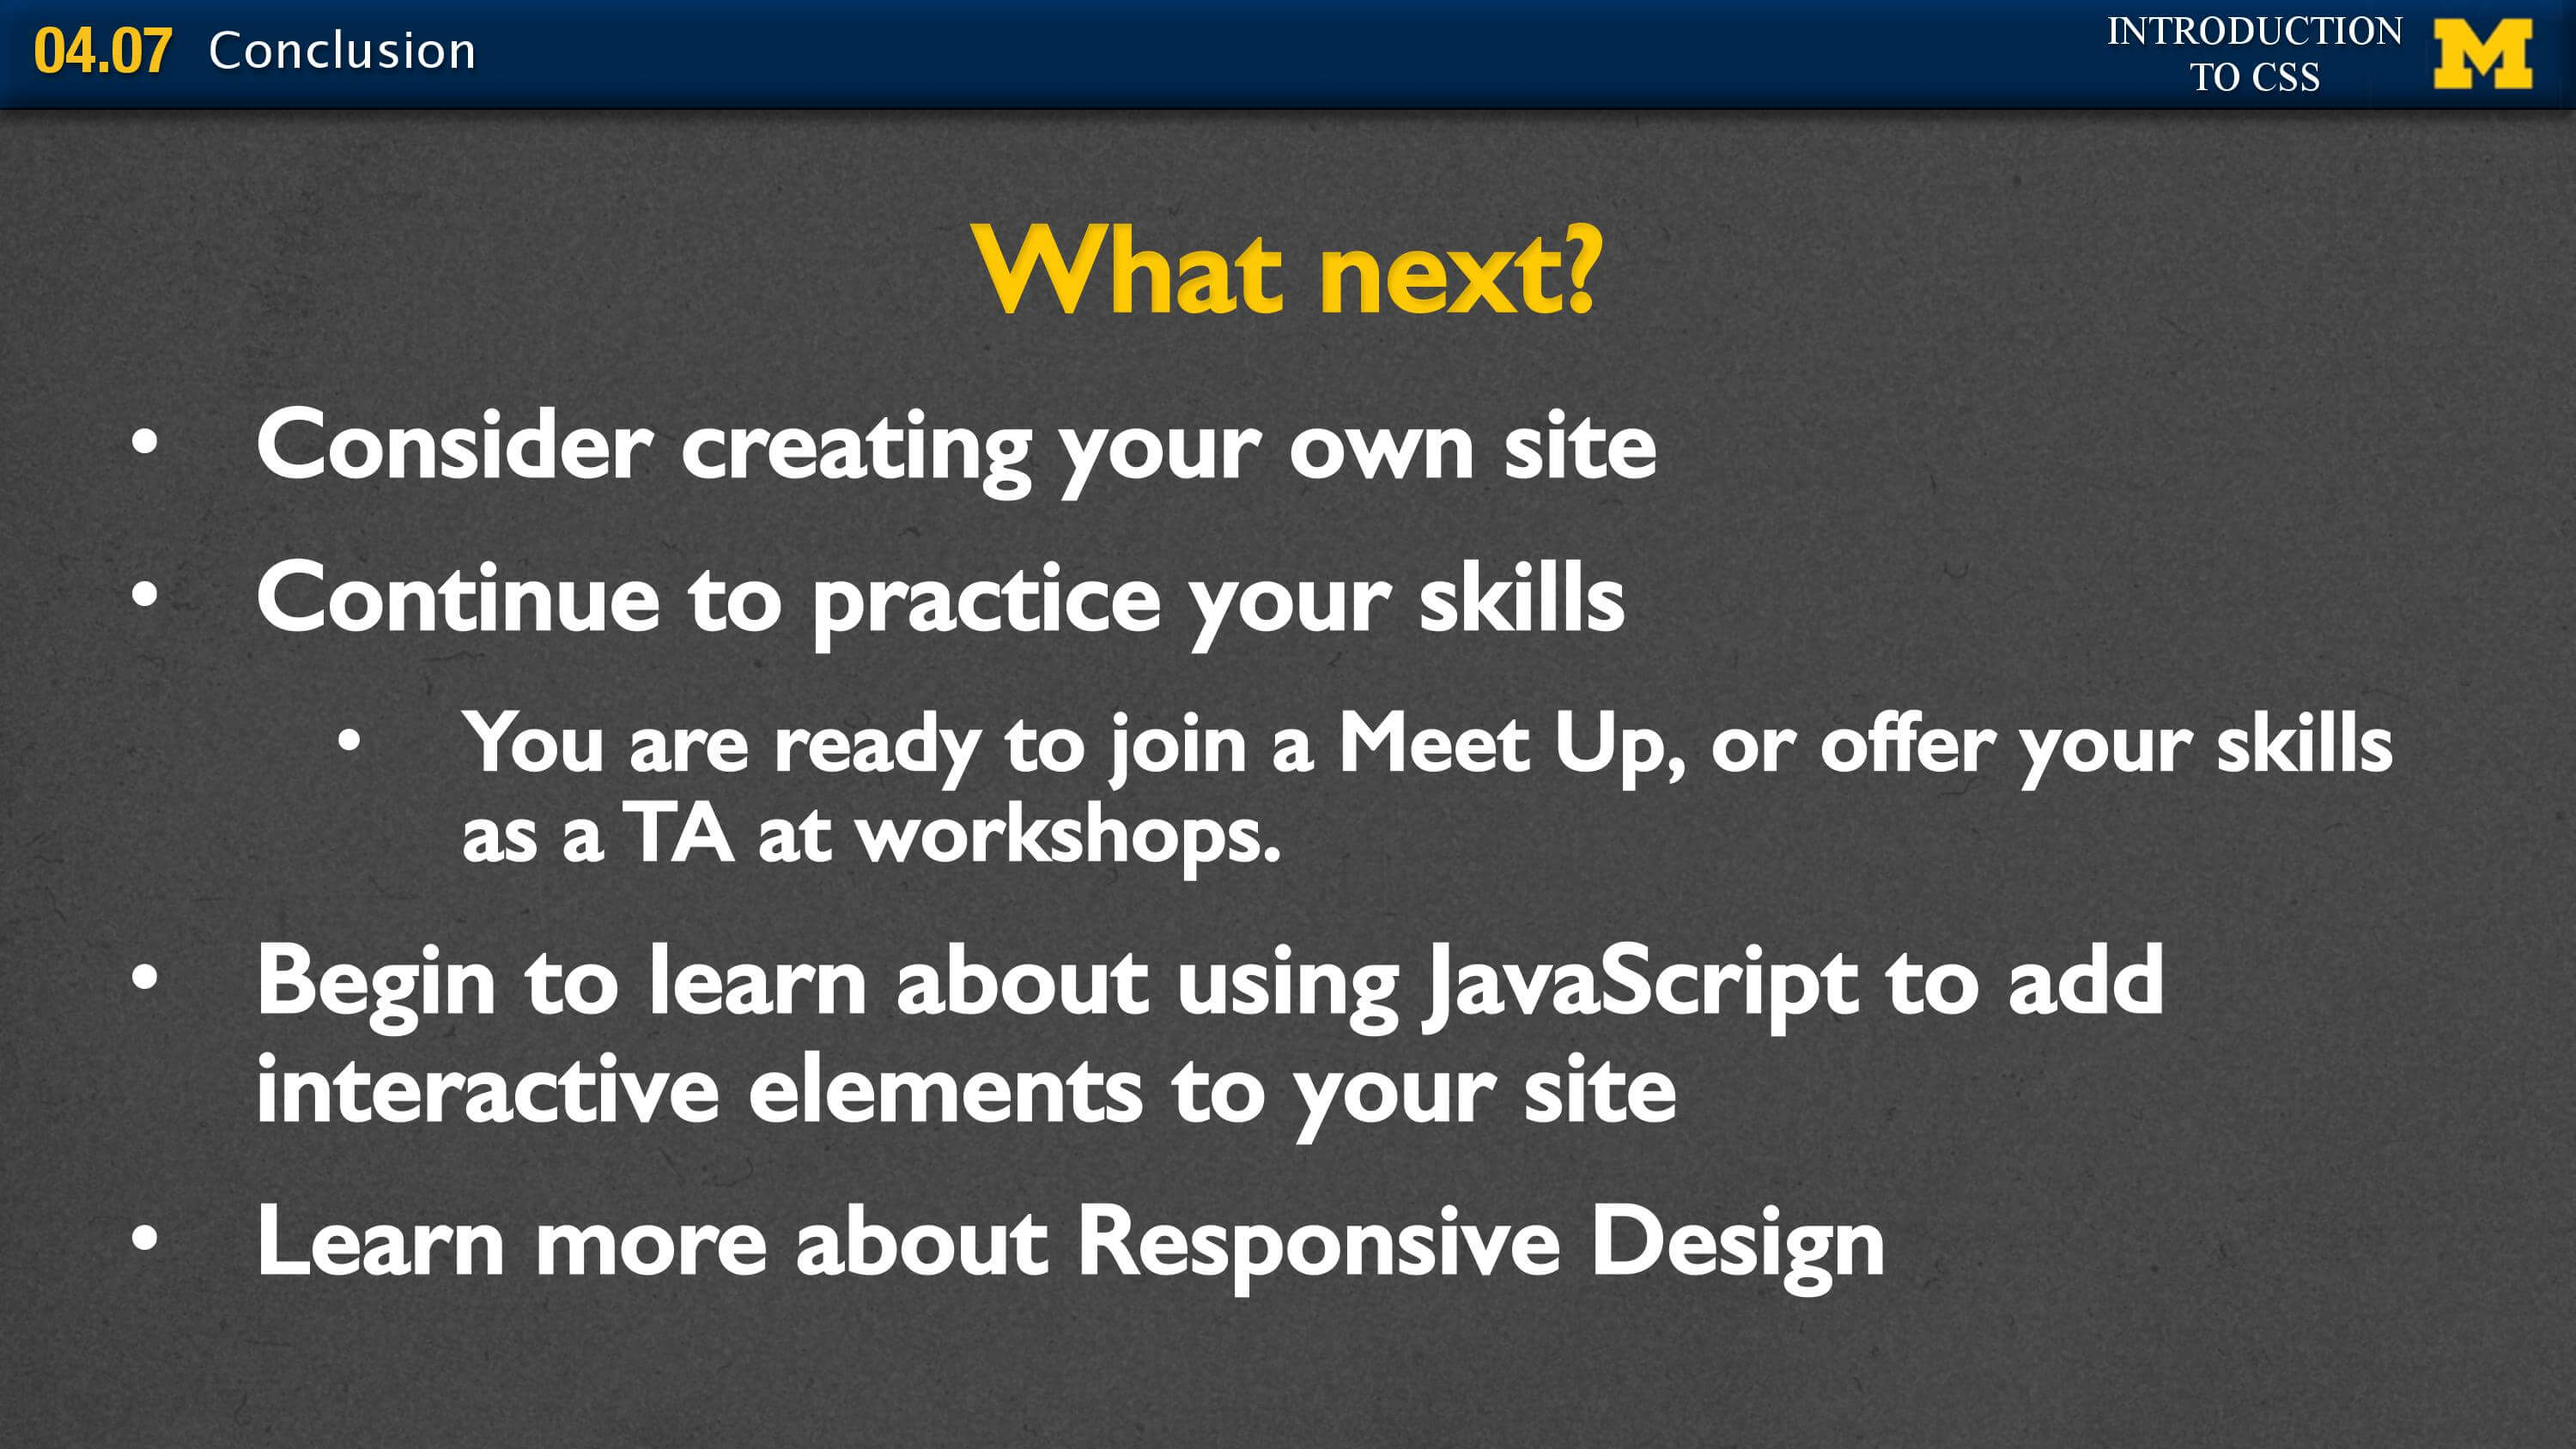 04.07 Conclusion
INTRODUCTION
TO CSS
M
What next?
• Consider creating your own site
• Continue to practice your skills
• You are ready to join a Meet Up, or offer your skills
as a TA at workshops.
• Begin to learn about using JavaScript to add
interactive elements to your site
• Learn more about Responsive Design